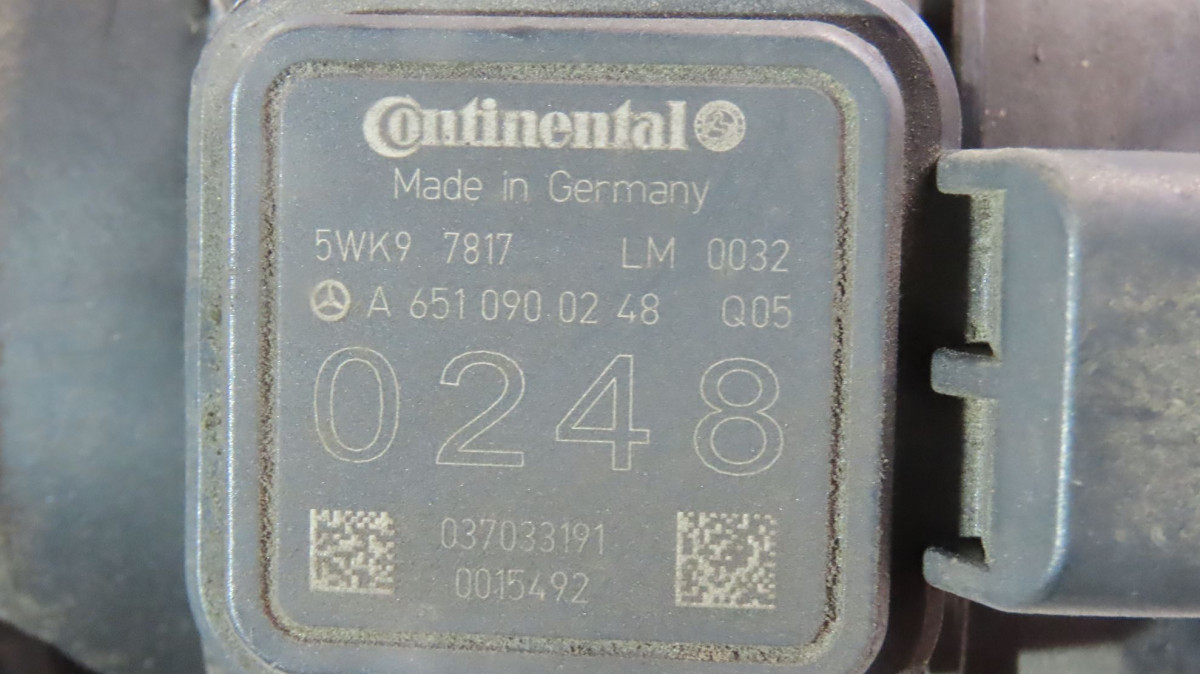 Continental
Made in Germany
5WK9 7817 LM 0032
A 651 090 02 48 Q05
0248
037033191
0015492